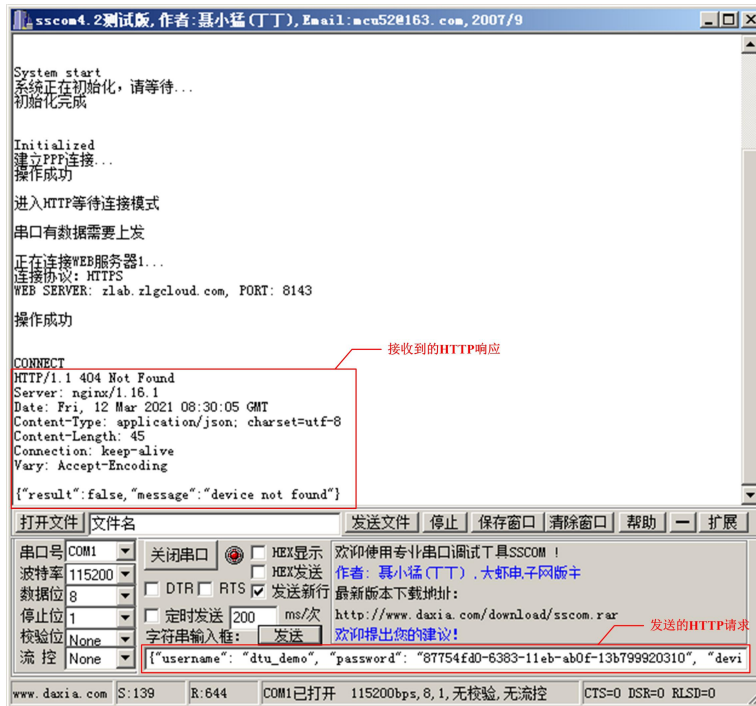 sscom4.2测试版,作者:聂小猛(丁丁),Email:mcu52@163.com,2007/9
System start
系统正在初始化，请等待...
初始化完成
Initialized
建立PPP连接...
操作成功
进入HTTP等待连接模式
串口有数据需要上发
正在连接WEB服务器1...
连接协议: HTTPS
WEB SERVER: zlab.zlgcloud.com, PORT: 8143
操作成功
CONNECT
接收到的HTTP响应
HTTP/1.1 404 Not Found
Server: nginx/1.16.1
Date: Fri, 12 Mar 2021 08:30:05 GMT
Content-Type: application/json; charset=utf-8
Content-Length: 45
Connection: keep-alive
Vary: Accept-Encoding
{"result":false,"message":"device not found"}
打开文件 文件名 发送文件 停止 保存窗口 清除窗口 帮助 — 扩展
串口号 COM1 关闭串口 HEX显示
波特率 115200 HEX发送
数据位 8 DTR RTS 发送新行
停止位 1 定时发送 200 ms/次
校验位 None 字符串输入框: 发送
流 控 None
欢迎使用专业串口调试工具SSCOM !
作者: 聂小猛(丁丁),大虾电子网版主
最新版本下载地址:
http://www.daxia.com/download/sscom.rar
欢迎提出您的建议!
发送的HTTP请求
{"username": "dtu_demo", "password": "87754fd0-6383-11eb-ab0f-13b799920310", "devi
www.daxia.com S:139 R:644 COM1已打开 115200bps,8,1,无校验,无流控 CTS=0 DSR=0 RLSD=0